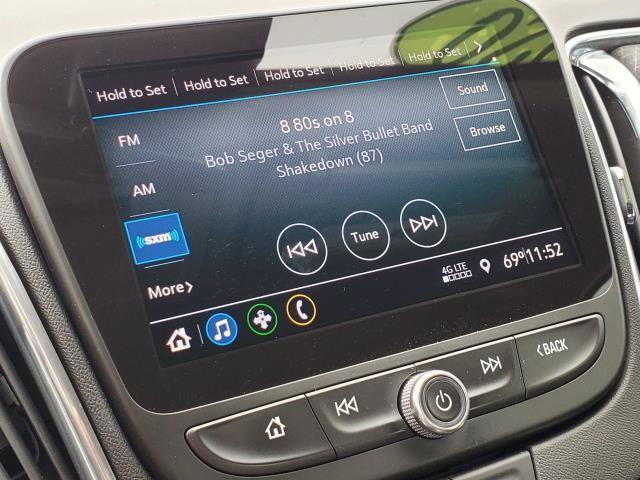 Hold to Set Hold to Set Hold to Set Hold to Set Hold to Set
FM
8 80s on 8
Sound
Bob Seger & The Silver Bullet Band
Browse
AM
Shakedown (87)
sxm
Tune
More
4G LTE
69° 11:52
BACK